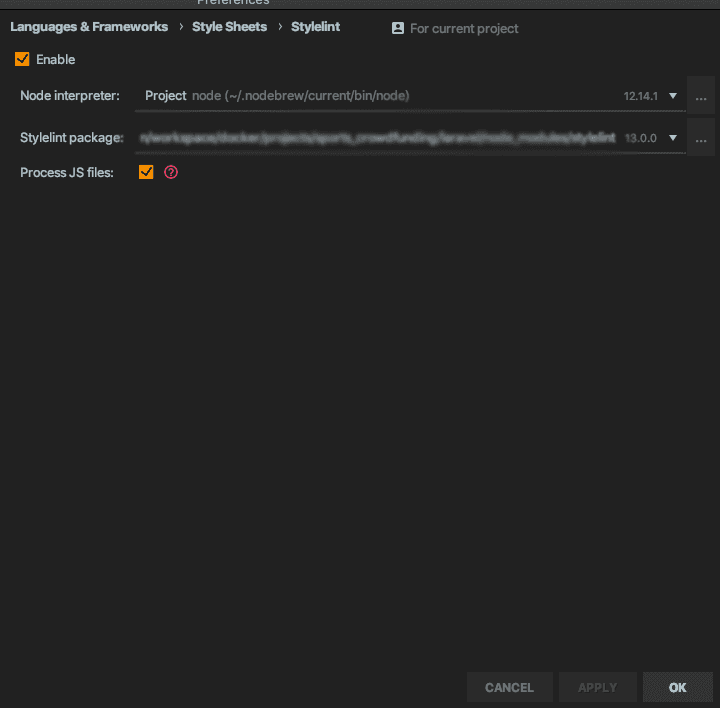 Preferences
Languages & Frameworks › Style Sheets › Stylelint For current project
Enable
Node interpreter: Project node (~/.nodebrew/current/bin/node) 12.14.1 ...
Stylelint package: /workspace/docker/projects/sports_crowdfunding/laravel/node_modules/stylelint 13.0.0 ...
Process JS files: ?
CANCEL APPLY OK